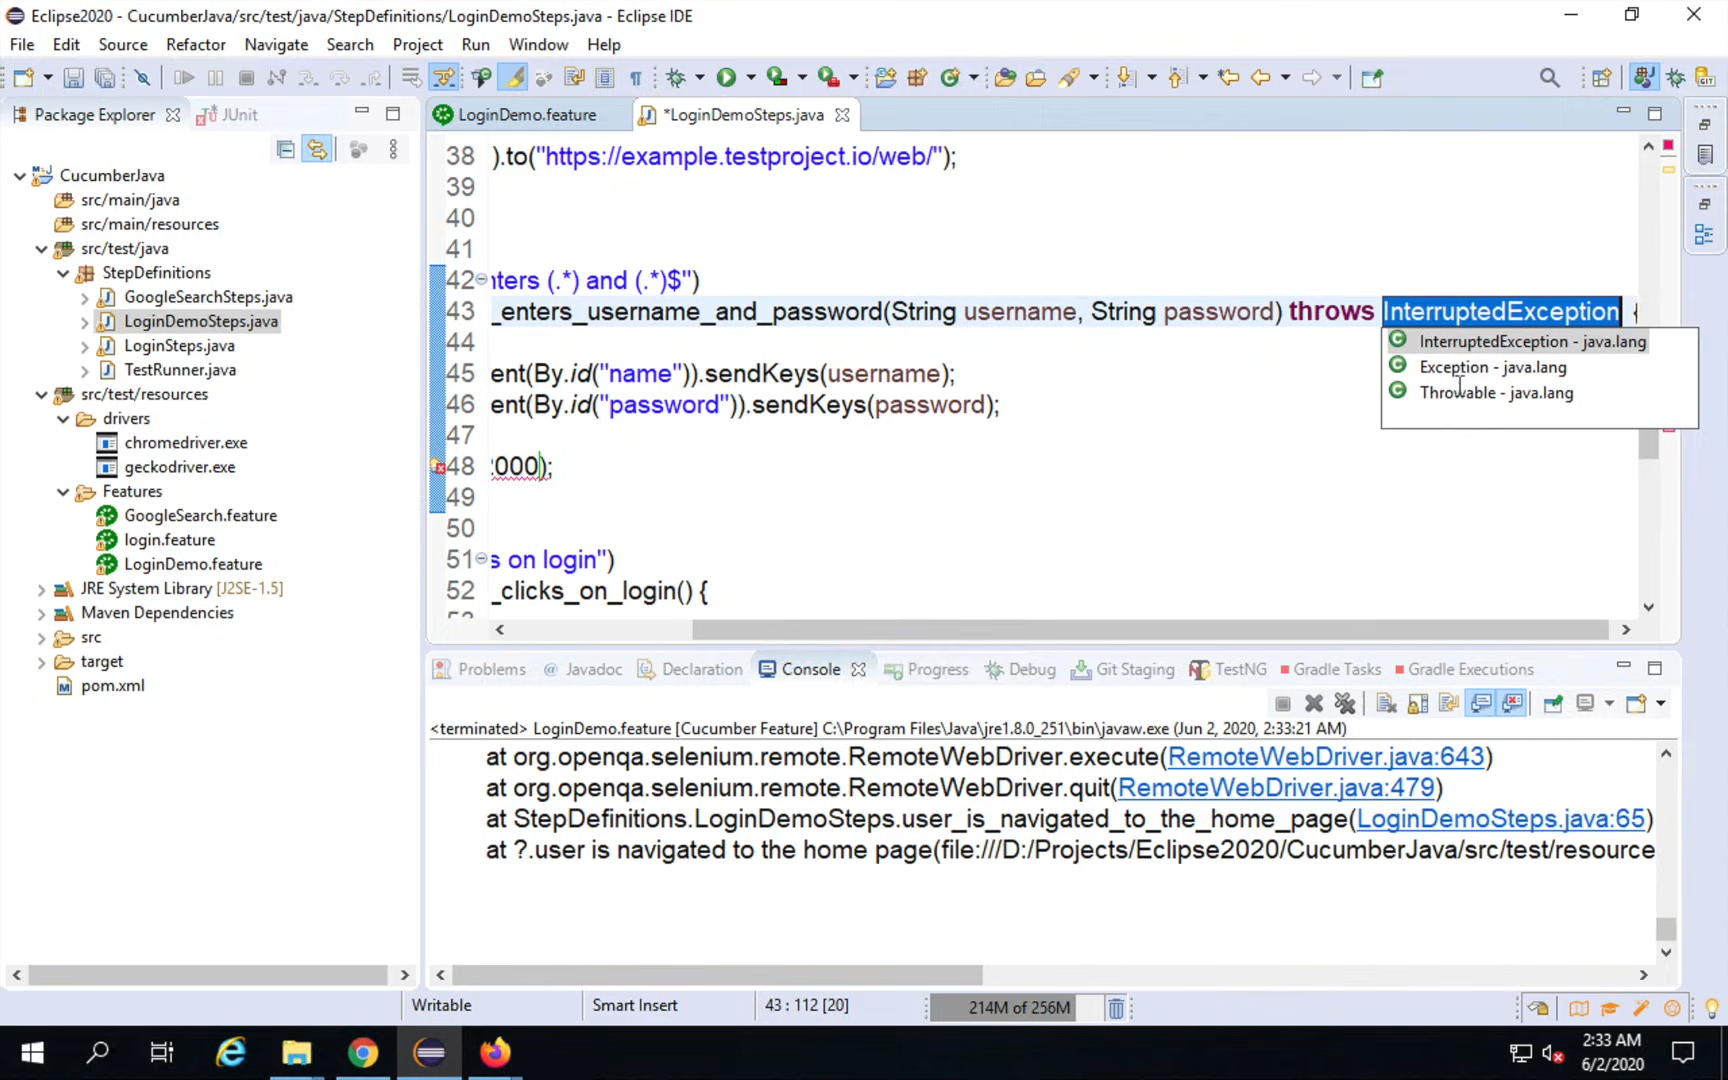 Eclipse2020 - CucumberJava/src/test/java/StepDefinitions/LoginDemoSteps.java - Eclipse IDE
File Edit Source Refactor Navigate Search Project Run Window Help
Package Explorer JUnit
LoginDemo.feature *LoginDemoSteps.java
CucumberJava
src/main/java
src/main/resources
src/test/java
StepDefinitions
GoogleSearchSteps.java
LoginDemoSteps.java
LoginSteps.java
TestRunner.java
src/test/resources
drivers
chromedriver.exe
geckodriver.exe
Features
GoogleSearch.feature
login.feature
LoginDemo.feature
JRE System Library [J2SE-1.5]
Maven Dependencies
src
target
pom.xml
38 ).to("https://example.testproject.io/web/");
39
40
41
42 nters (.*) and (.*)$")
43 _enters_username_and_password(String username, String password) throws InterruptedException {
InterruptedException - java.lang
Exception - java.lang
Throwable - java.lang
44
45 ent(By.id("name")).sendKeys(username);
46 ent(By.id("password")).sendKeys(password);
47
48 2000);
49
50
51 s on login")
52 _clicks_on_login() {
53
Problems Javadoc Declaration Console Progress Debug Git Staging TestNG Gradle Tasks Gradle Executions
<terminated> LoginDemo.feature [Cucumber Feature] C:\Program Files\Java\jre1.8.0_251\bin\javaw.exe (Jun 2, 2020, 2:33:21 AM)
at org.openqa.selenium.remote.RemoteWebDriver.execute(RemoteWebDriver.java:643)
at org.openqa.selenium.remote.RemoteWebDriver.quit(RemoteWebDriver.java:479)
at StepDefinitions.LoginDemoSteps.user_is_navigated_to_the_home_page(LoginDemoSteps.java:65)
at ?.user is navigated to the home page(file:///D:/Projects/Eclipse2020/CucumberJava/src/test/resource
Writable Smart Insert 43 : 112 [20] 214M of 256M
2:33 AM
6/2/2020